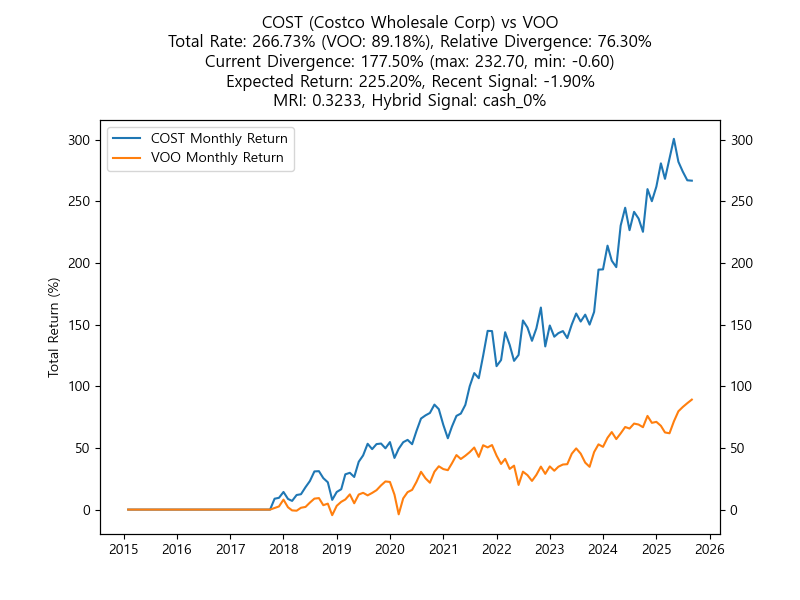 COST (Costco Wholesale Corp) vs VOO
Total Rate: 266.73% (VOO: 89.18%), Relative Divergence: 76.30%
Current Divergence: 177.50% (max: 232.70, min: -0.60)
Expected Return: 225.20%, Recent Signal: -1.90%
MRI: 0.3233, Hybrid Signal: cash_0%
COST Monthly Return
VOO Monthly Return
Total Return (%)
300
250
200
150
100
50
0
300
250
200
150
100
50
0
2015 2016 2017 2018 2019 2020 2021 2022 2023 2024 2025 2026